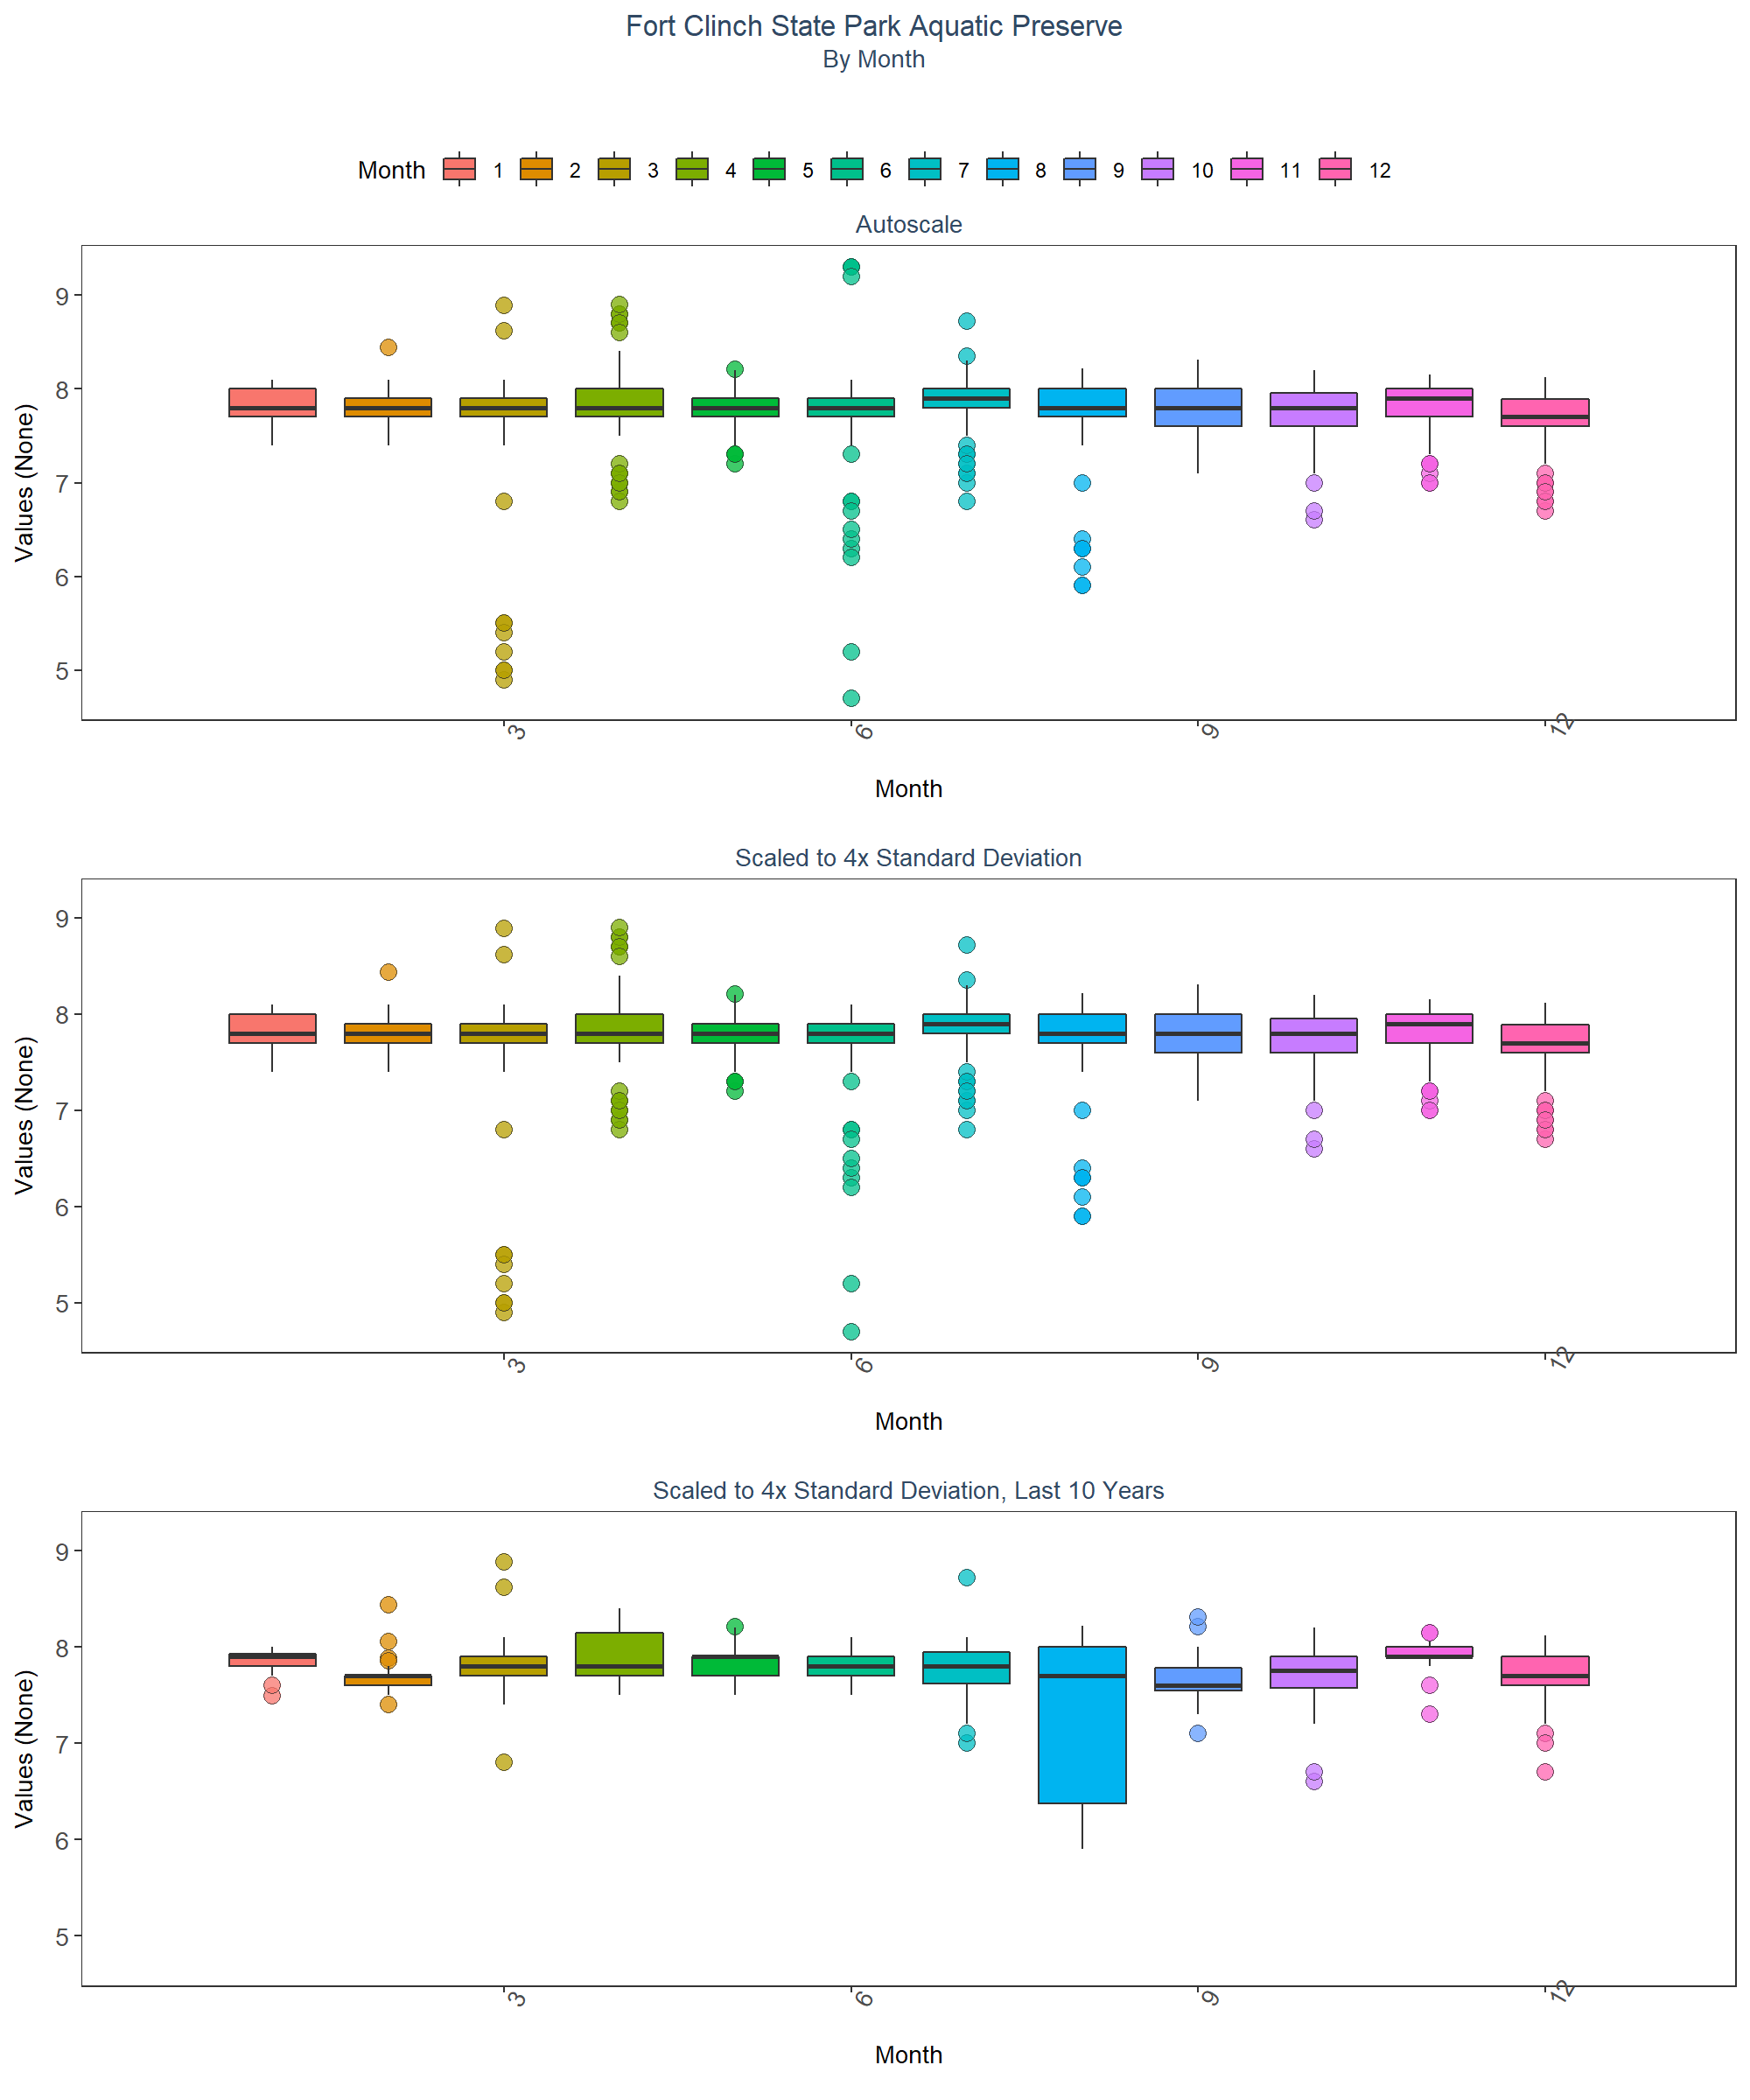 Fort Clinch State Park Aquatic Preserve
By Month
Month 1 2 3 4 5 6 7 8 9 10 11 12
Autoscale
Values (None)
9
8
7
6
5
3 6 9 12
Month
Scaled to 4x Standard Deviation
Values (None)
9
8
7
6
5
3 6 9 12
Month
Scaled to 4x Standard Deviation, Last 10 Years
Values (None)
9
8
7
6
5
3 6 9 12
Month